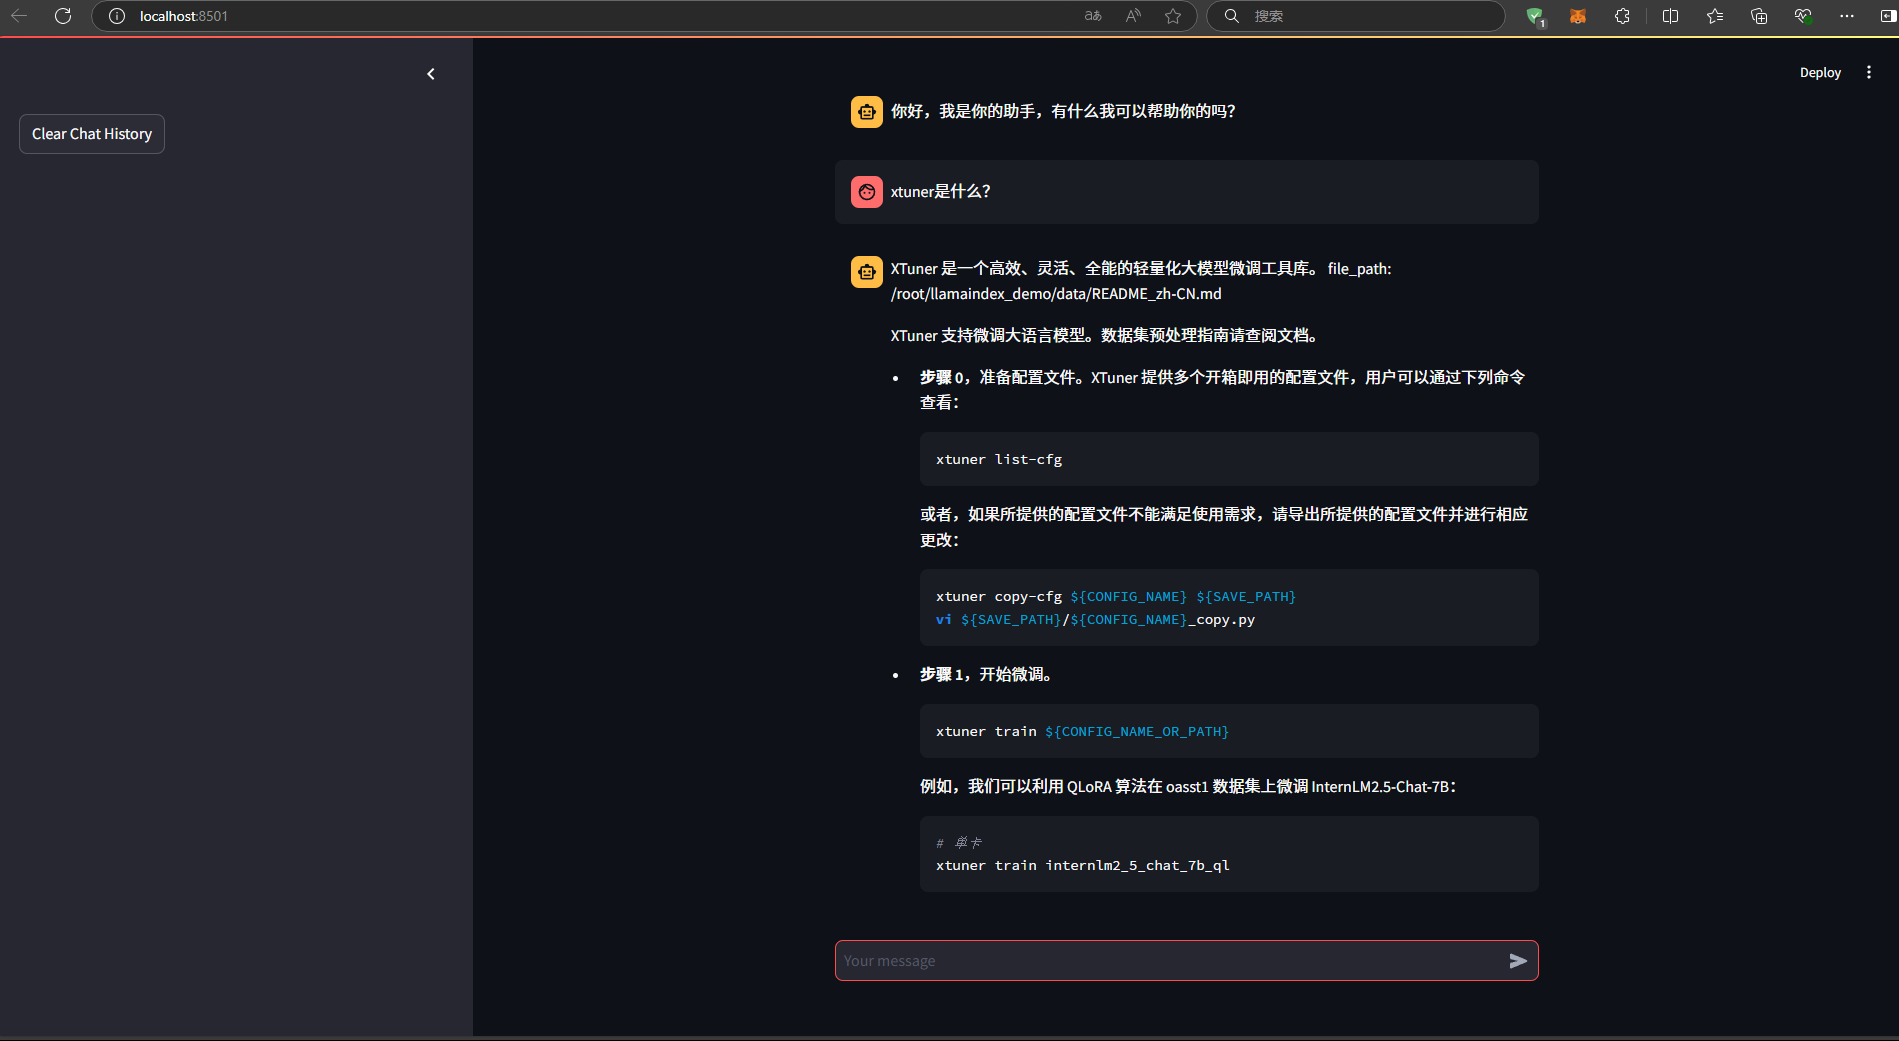 localhost:8501
aあ
搜索
1
Deploy
Clear Chat History
你好，我是你的助手，有什么我可以帮助你的吗？
xtuner是什么？
XTuner 是一个高效、灵活、全能的轻量化大模型微调工具库。 file_path:
/root/llamaindex_demo/data/README_zh-CN.md
XTuner 支持微调大语言模型。数据集预处理指南请查阅文档。
步骤 0，准备配置文件。XTuner 提供多个开箱即用的配置文件，用户可以通过下列命令
查看：
xtuner list-cfg
或者，如果所提供的配置文件不能满足使用需求，请导出所提供的配置文件并进行相应
更改：
xtuner copy-cfg ${CONFIG_NAME} ${SAVE_PATH}
vi ${SAVE_PATH}/${CONFIG_NAME}_copy.py
步骤 1，开始微调。
xtuner train ${CONFIG_NAME_OR_PATH}
例如，我们可以利用 QLoRA 算法在 oasst1 数据集上微调 InternLM2.5-Chat-7B：
# 单卡
xtuner train internlm2_5_chat_7b_ql
Your message